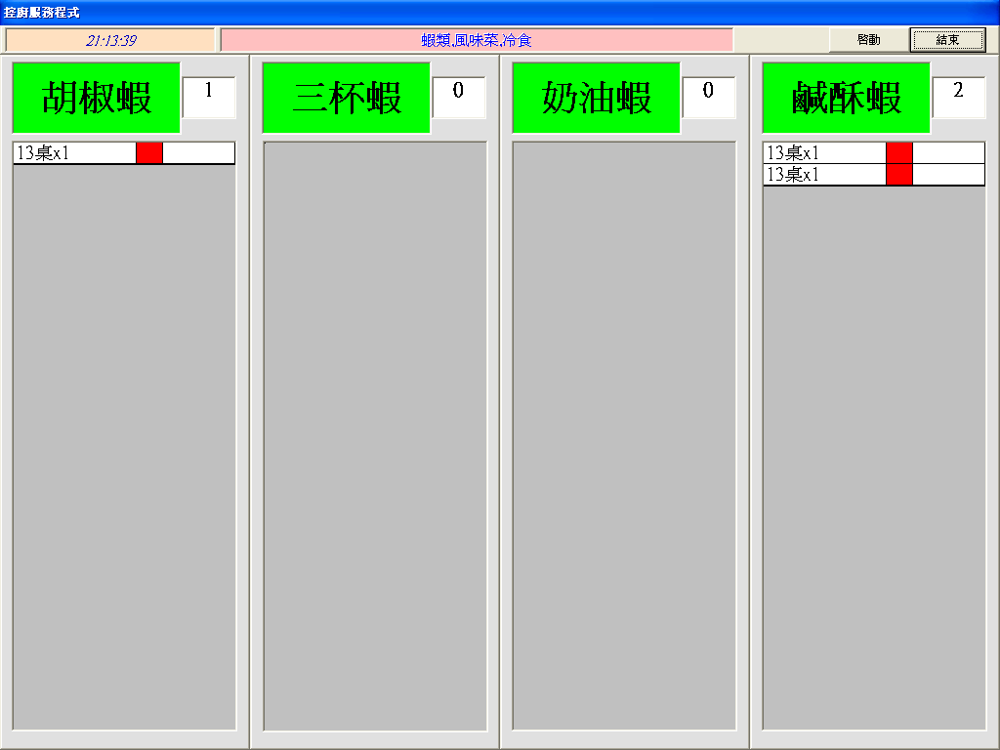 控廚服務程式
21:13:39
蝦類,風味菜,冷食
啓動
結束
胡椒蝦
1
三杯蝦
0
奶油蝦
0
鹹酥蝦
2
13桌x1
13桌x1
13桌x1